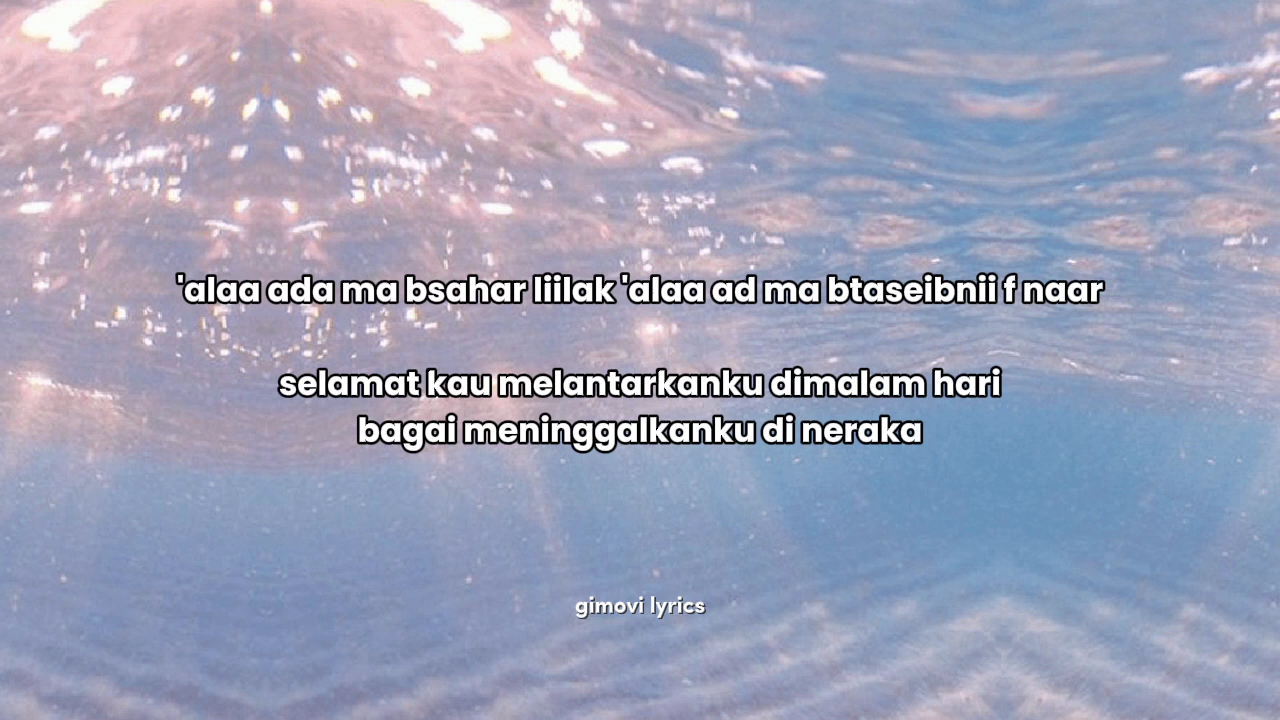 'alaa ada ma bsahar liilak 'alaa ad ma btaseibnii f naar
selamat kau melantarkanku dimalam hari
bagai meninggalkanku di neraka
gimovi lyrics